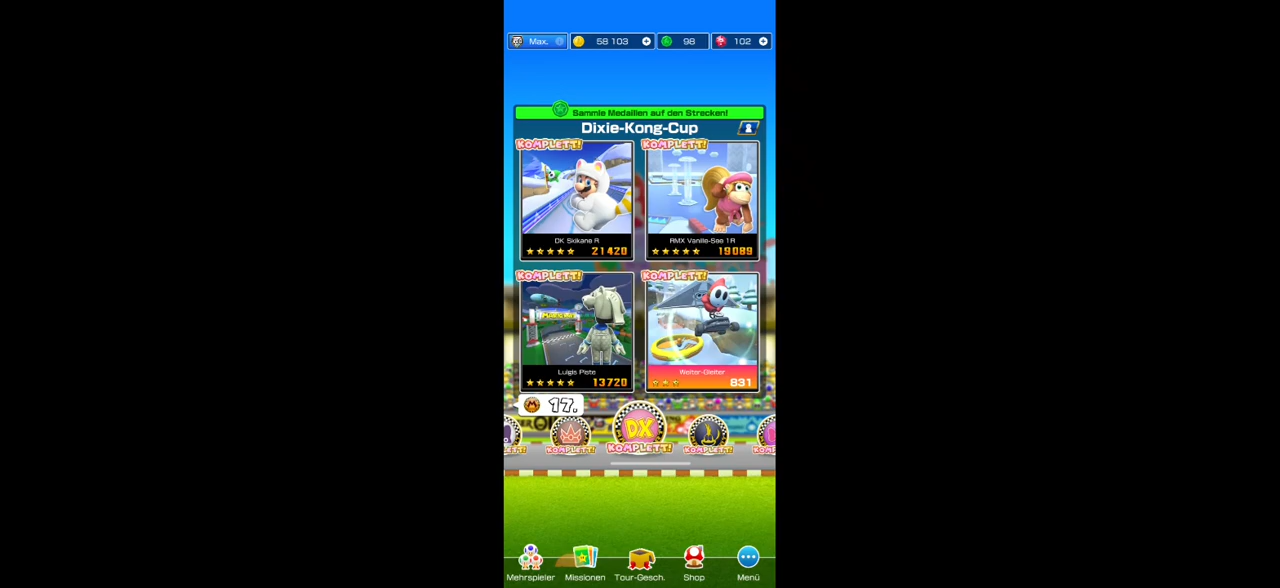 Max.
58 103
98
102
Sammle Medaillen auf den Strecken!
Dixie-Kong-Cup
KOMPLETT!
KOMPLETT!
DK Skikane R
21420
RMX Vanille-See 1R
19089
KOMPLETT!
KOMPLETT!
Luigis Pete
13720
Weiter-Gleiter
831
17.
DX
KOMPLETT!
KOMPLETT!
KOMPLETT!
Mehrspieler
Missionen
Tour-Gesch.
Shop
Menü